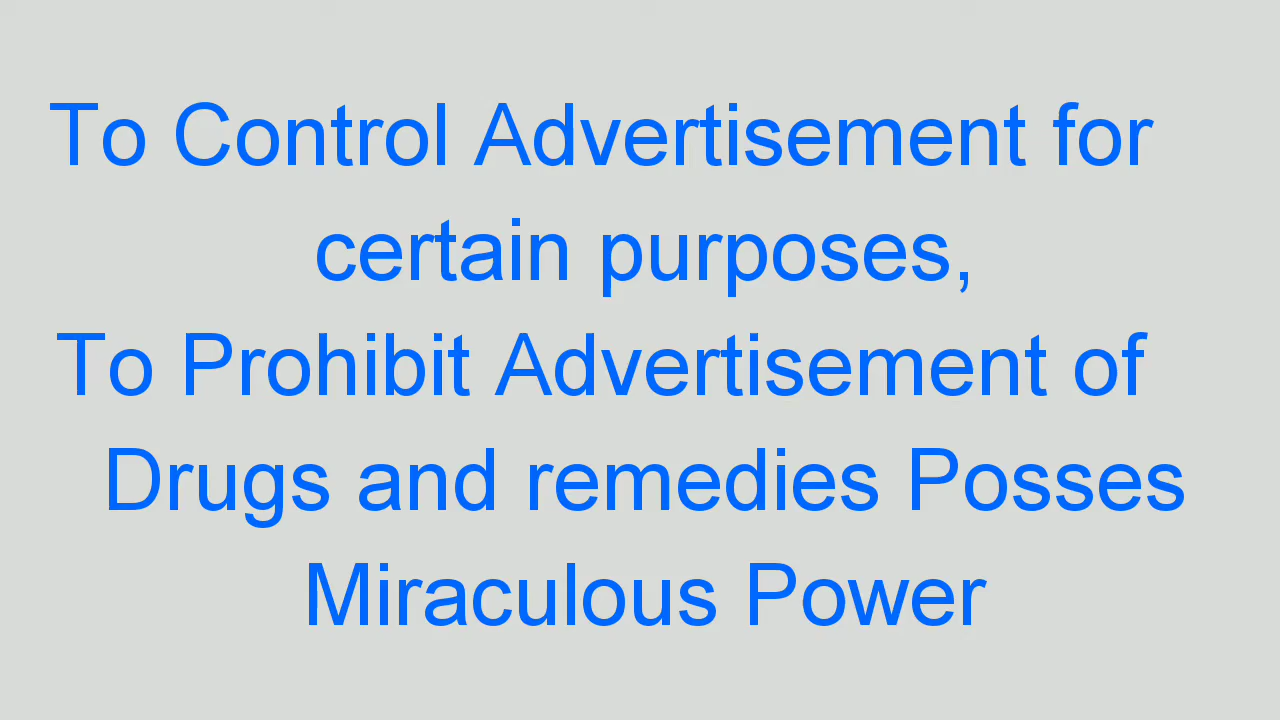 To Control Advertisement for
certain purposes,
To Prohibit Advertisement of
Drugs and remedies Posses
Miraculous Power